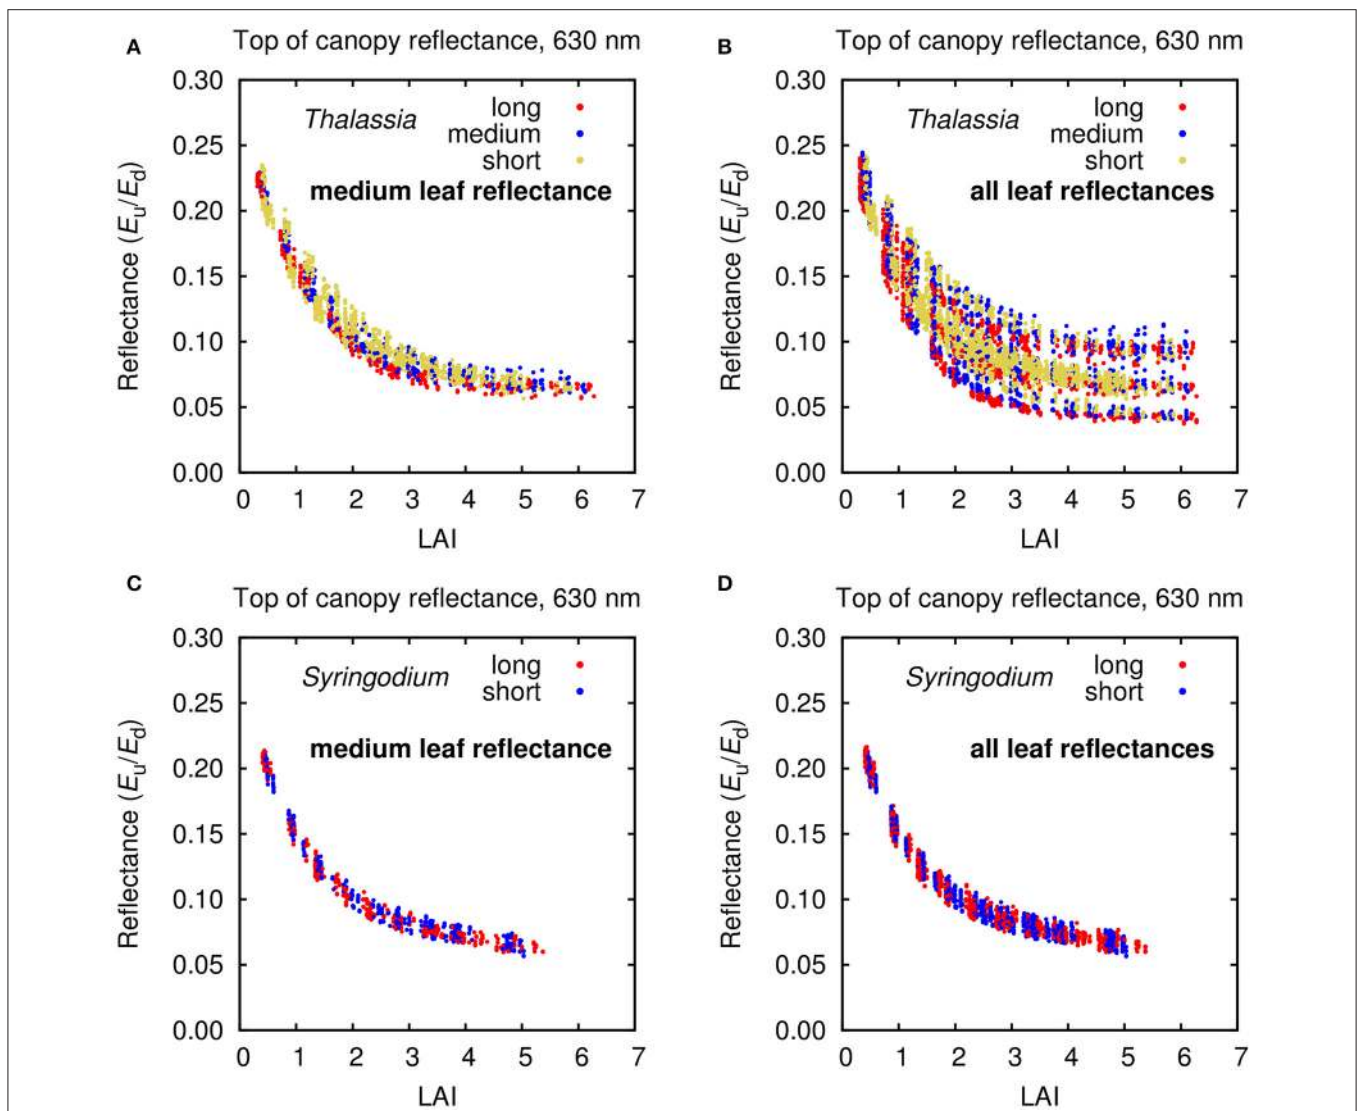 A
Top of canopy reflectance, 630 nm
Reflectance (Eu/Ed)
0.30
0.25
0.20
0.15
0.10
0.05
0.00
Thalassia
long
medium
short
medium leaf reflectance
0 1 2 3 4 5 6 7
LAI
B
Top of canopy reflectance, 630 nm
Reflectance (Eu/Ed)
0.30
0.25
0.20
0.15
0.10
0.05
0.00
Thalassia
long
medium
short
all leaf reflectances
0 1 2 3 4 5 6 7
LAI
C
Top of canopy reflectance, 630 nm
Reflectance (Eu/Ed)
0.30
0.25
0.20
0.15
0.10
0.05
0.00
Syringodium
long
short
medium leaf reflectance
0 1 2 3 4 5 6 7
LAI
D
Top of canopy reflectance, 630 nm
Reflectance (Eu/Ed)
0.30
0.25
0.20
0.15
0.10
0.05
0.00
Syringodium
long
short
all leaf reflectances
0 1 2 3 4 5 6 7
LAI